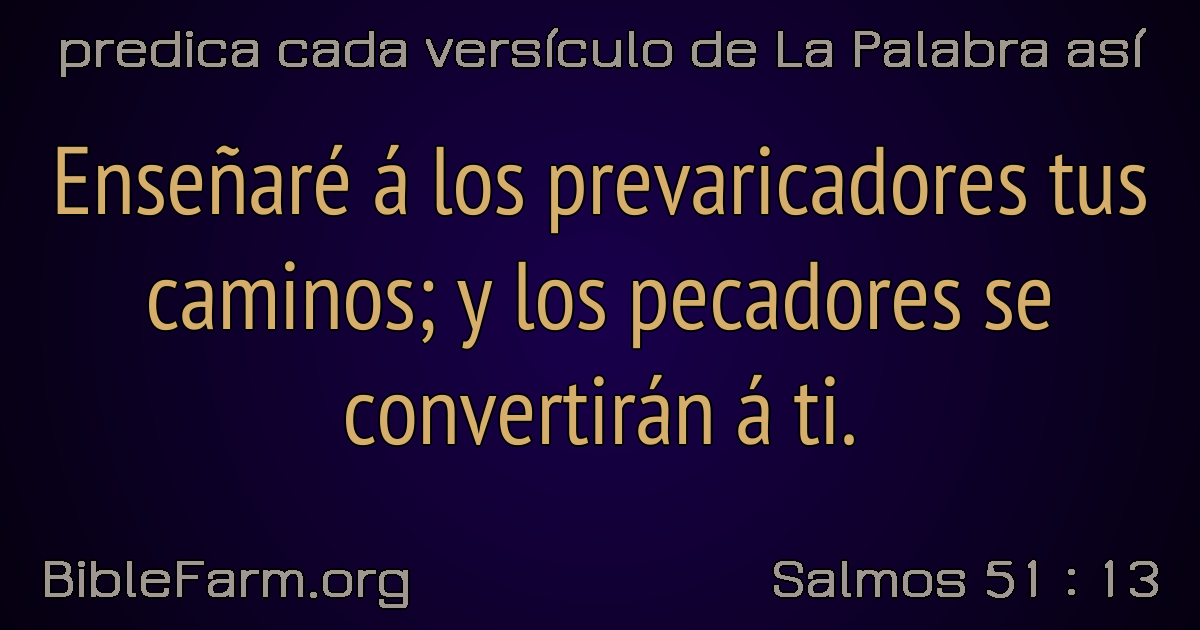 predica cada versículo de La Palabra así
Enseñaré á los prevaricadores tus
caminos; y los pecadores se
convertirán á ti.
BibleFarm.org
Salmos 51 : 13